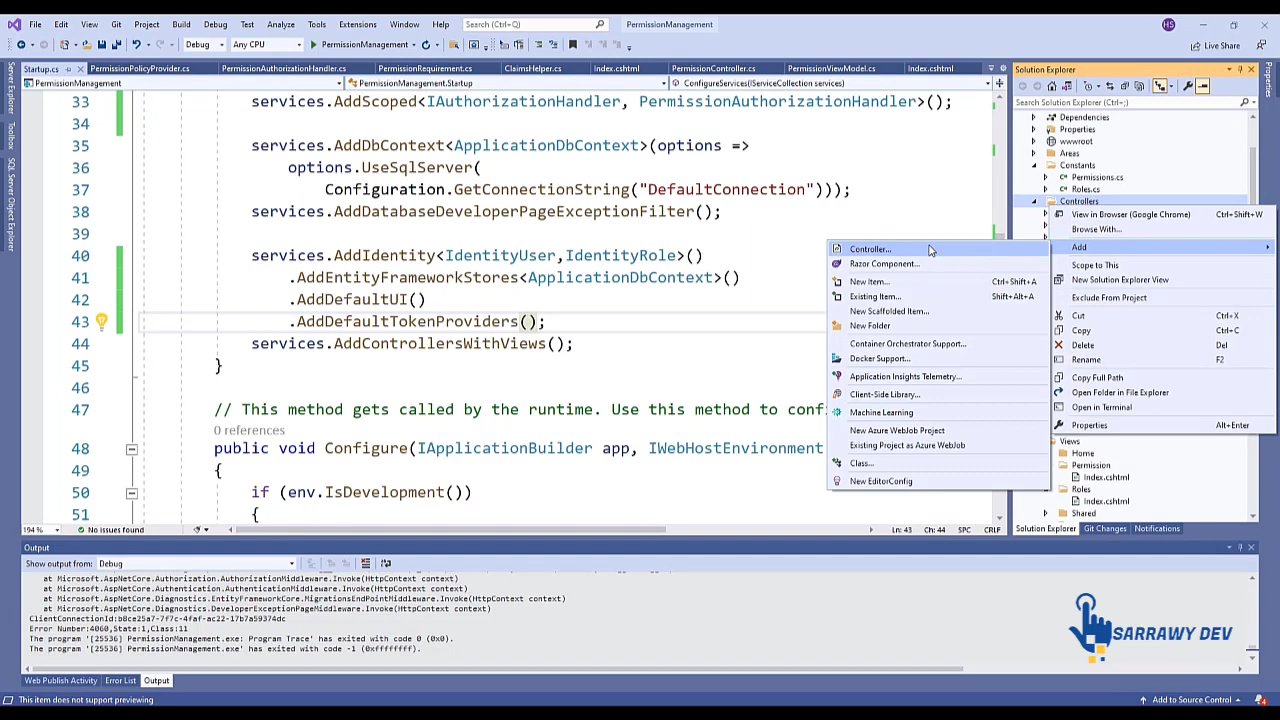 File Edit View Git Project Build Debug Test Analyze Tools Extensions Window Help Search (Ctrl+Q) PermissionManagement HS
Debug Any CPU PermissionManagement Live Share
Startup.cs PermissionPolicyProvider.cs PermissionAuthorizationHandler.cs PermissionRequirement.cs ClaimsHelper.cs Index.cshtml PermissionController.cs PermissionViewModel.cs Index.cshtml
PermissionManagement PermissionManagement.Startup ConfigureServices(IServiceCollection services)
Server Explorer
Toolbox
SQL Server Object Explorer
33 services.AddScoped<IAuthorizationHandler, PermissionAuthorizationHandler>();
34
35 services.AddDbContext<ApplicationDbContext>(options =>
36 options.UseSqlServer(
37 Configuration.GetConnectionString("DefaultConnection")));
38 services.AddDatabaseDeveloperPageExceptionFilter();
39
40 services.AddIdentity<IdentityUser,IdentityRole>()
41 .AddEntityFrameworkStores<ApplicationDbContext>()
42 .AddDefaultUI()
43 .AddDefaultTokenProviders();
44 services.AddControllersWithViews();
45 }
46
47 // This method gets called by the runtime. Use this method to conf
0 references
48 public void Configure(IApplicationBuilder app, IWebHostEnvironment
49 {
50 if (env.IsDevelopment())
51 {
194 % No issues found Ln: 43 Ch: 44 SPC CRLF
Controller...
Razor Component...
New Item... Ctrl+Shift+A
Existing Item... Shift+Alt+A
New Scaffolded Item...
New Folder
Container Orchestrator Support...
Docker Support...
Application Insights Telemetry...
Client-Side Library...
Machine Learning
New Azure WebJob Project
Existing Project as Azure WebJob
Class...
New EditorConfig
Solution Explorer
Search Solution Explorer (Ctrl+;)
Dependencies
Properties
wwwroot
Areas
Constants
Permissions.cs
Roles.cs
Controllers
View in Browser (Google Chrome) Ctrl+Shift+W
Browse With...
Add
Scope to This
New Solution Explorer View
Exclude From Project
Cut Ctrl+X
Copy Ctrl+C
Delete Del
Rename F2
Copy Full Path
Open Folder in File Explorer
Open in Terminal
Properties Alt+Enter
Views
Home
Permission
Index.cshtml
Roles
Index.cshtml
Shared
Solution Explorer Git Changes Notifications
Properties
Output
Show output from: Debug
at Microsoft.AspNetCore.Authorization.AuthorizationMiddleware.Invoke(HttpContext context)
at Microsoft.AspNetCore.Authentication.AuthenticationMiddleware.Invoke(HttpContext context)
at Microsoft.AspNetCore.Diagnostics.EntityFrameworkCore.MigrationsEndPointMiddleware.Invoke(HttpContext context)
at Microsoft.AspNetCore.Diagnostics.DeveloperExceptionPageMiddleware.Invoke(HttpContext context)
ClientConnectionId:b8ce25a7-7f7c-4faf-ac22-17b7a59374dc
Error Number:4060,State:1,Class:11
The program '[25536] PermissionManagement.exe: Program Trace' has exited with code 0 (0x0).
The program '[25536] PermissionManagement.exe' has exited with code -1 (0xffffffff).
SARRAWY DEV
Web Publish Activity Error List Output
This item does not support previewing Add to Source Control